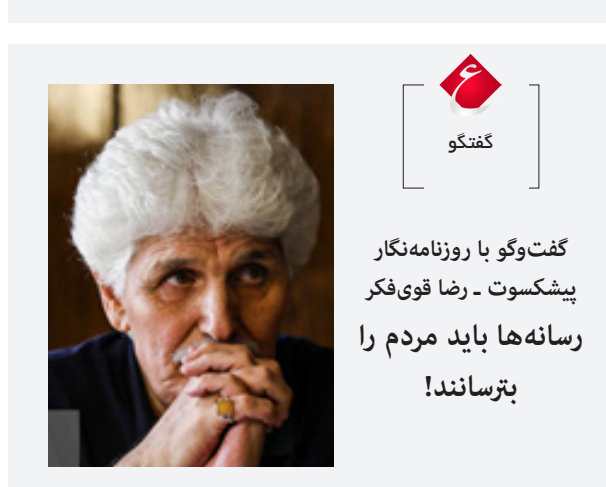 ع
گفتگو
گفت‌وگو با روزنامه‌نگار
پیشکسوت ـ رضا قوی‌فکر
رسانه‌ها باید مردم را
بترسانند!